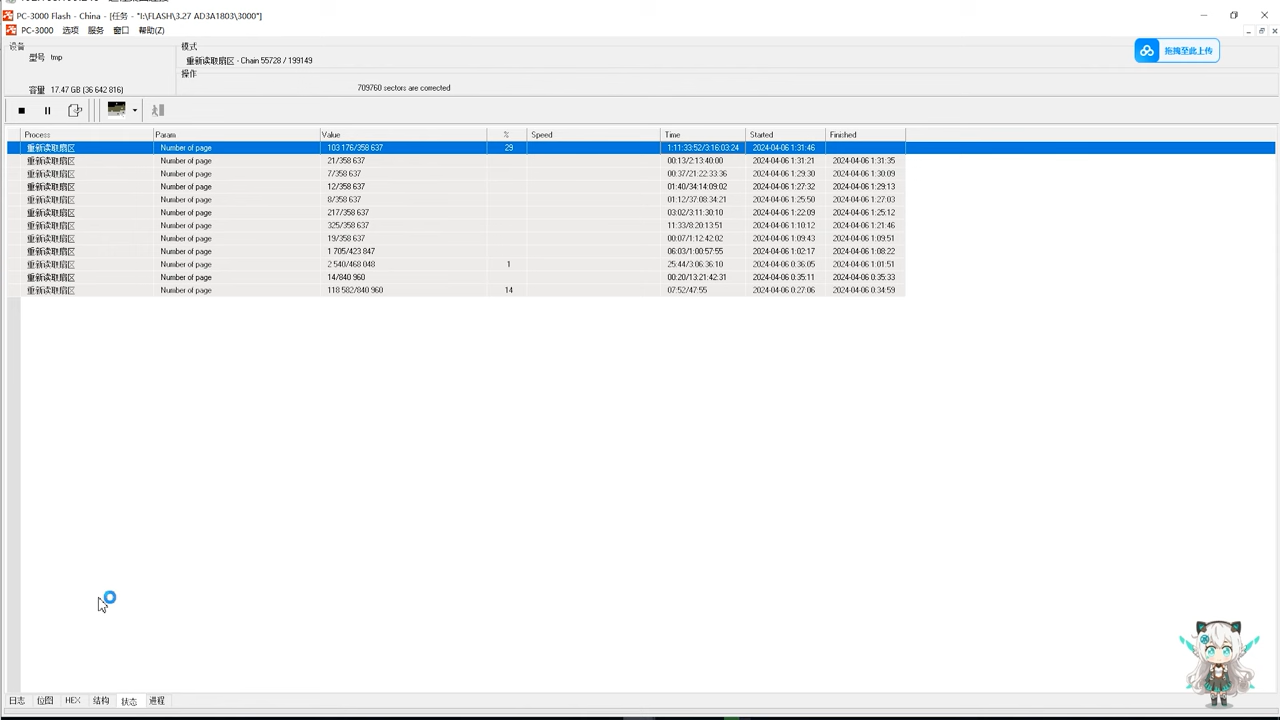 PC-3000 Flash - China - [任务 - "I:\FLASH\3.27 AD3A1803\3000"]
PC-3000 选项 服务 窗口 帮助(Z)
设备
型号 tmp
容量 17.47 GB (36 642 816)
模式
重新读取扇区 - Chain 55728 / 199149
操作
709760 sectors are corrected
拖拽至此上传
Process Param Value % Speed Time Started Finished
重新读取扇区 Number of page 103 176/358 637 29 1:11:33:52/3:16:03:24 2024-04-06 1:31:46
重新读取扇区 Number of page 21/358 637 00:13/2:13:40:00 2024-04-06 1:31:21 2024-04-06 1:31:35
重新读取扇区 Number of page 7/358 637 00:37/21:22:33:36 2024-04-06 1:29:30 2024-04-06 1:30:09
重新读取扇区 Number of page 12/358 637 01:40/34:14:09:02 2024-04-06 1:27:32 2024-04-06 1:29:13
重新读取扇区 Number of page 8/358 637 01:12/37:08:34:21 2024-04-06 1:25:50 2024-04-06 1:27:03
重新读取扇区 Number of page 217/358 637 03:02/3:11:30:10 2024-04-06 1:22:09 2024-04-06 1:25:12
重新读取扇区 Number of page 325/358 637 11:33/8:20:13:51 2024-04-06 1:10:12 2024-04-06 1:21:46
重新读取扇区 Number of page 19/358 637 00:07/1:12:42:02 2024-04-06 1:09:43 2024-04-06 1:09:51
重新读取扇区 Number of page 1 705/423 847 06:03/1:00:57:55 2024-04-06 1:02:17 2024-04-06 1:08:22
重新读取扇区 Number of page 2 540/468 048 1 25:44/3:06:36:10 2024-04-06 0:36:05 2024-04-06 1:01:51
重新读取扇区 Number of page 14/840 960 00:20/13:21:42:31 2024-04-06 0:35:11 2024-04-06 0:35:33
重新读取扇区 Number of page 118 582/840 960 14 07:52/47:55 2024-04-06 0:27:06 2024-04-06 0:34:59
日志 位图 HEX 结构 状态 进程